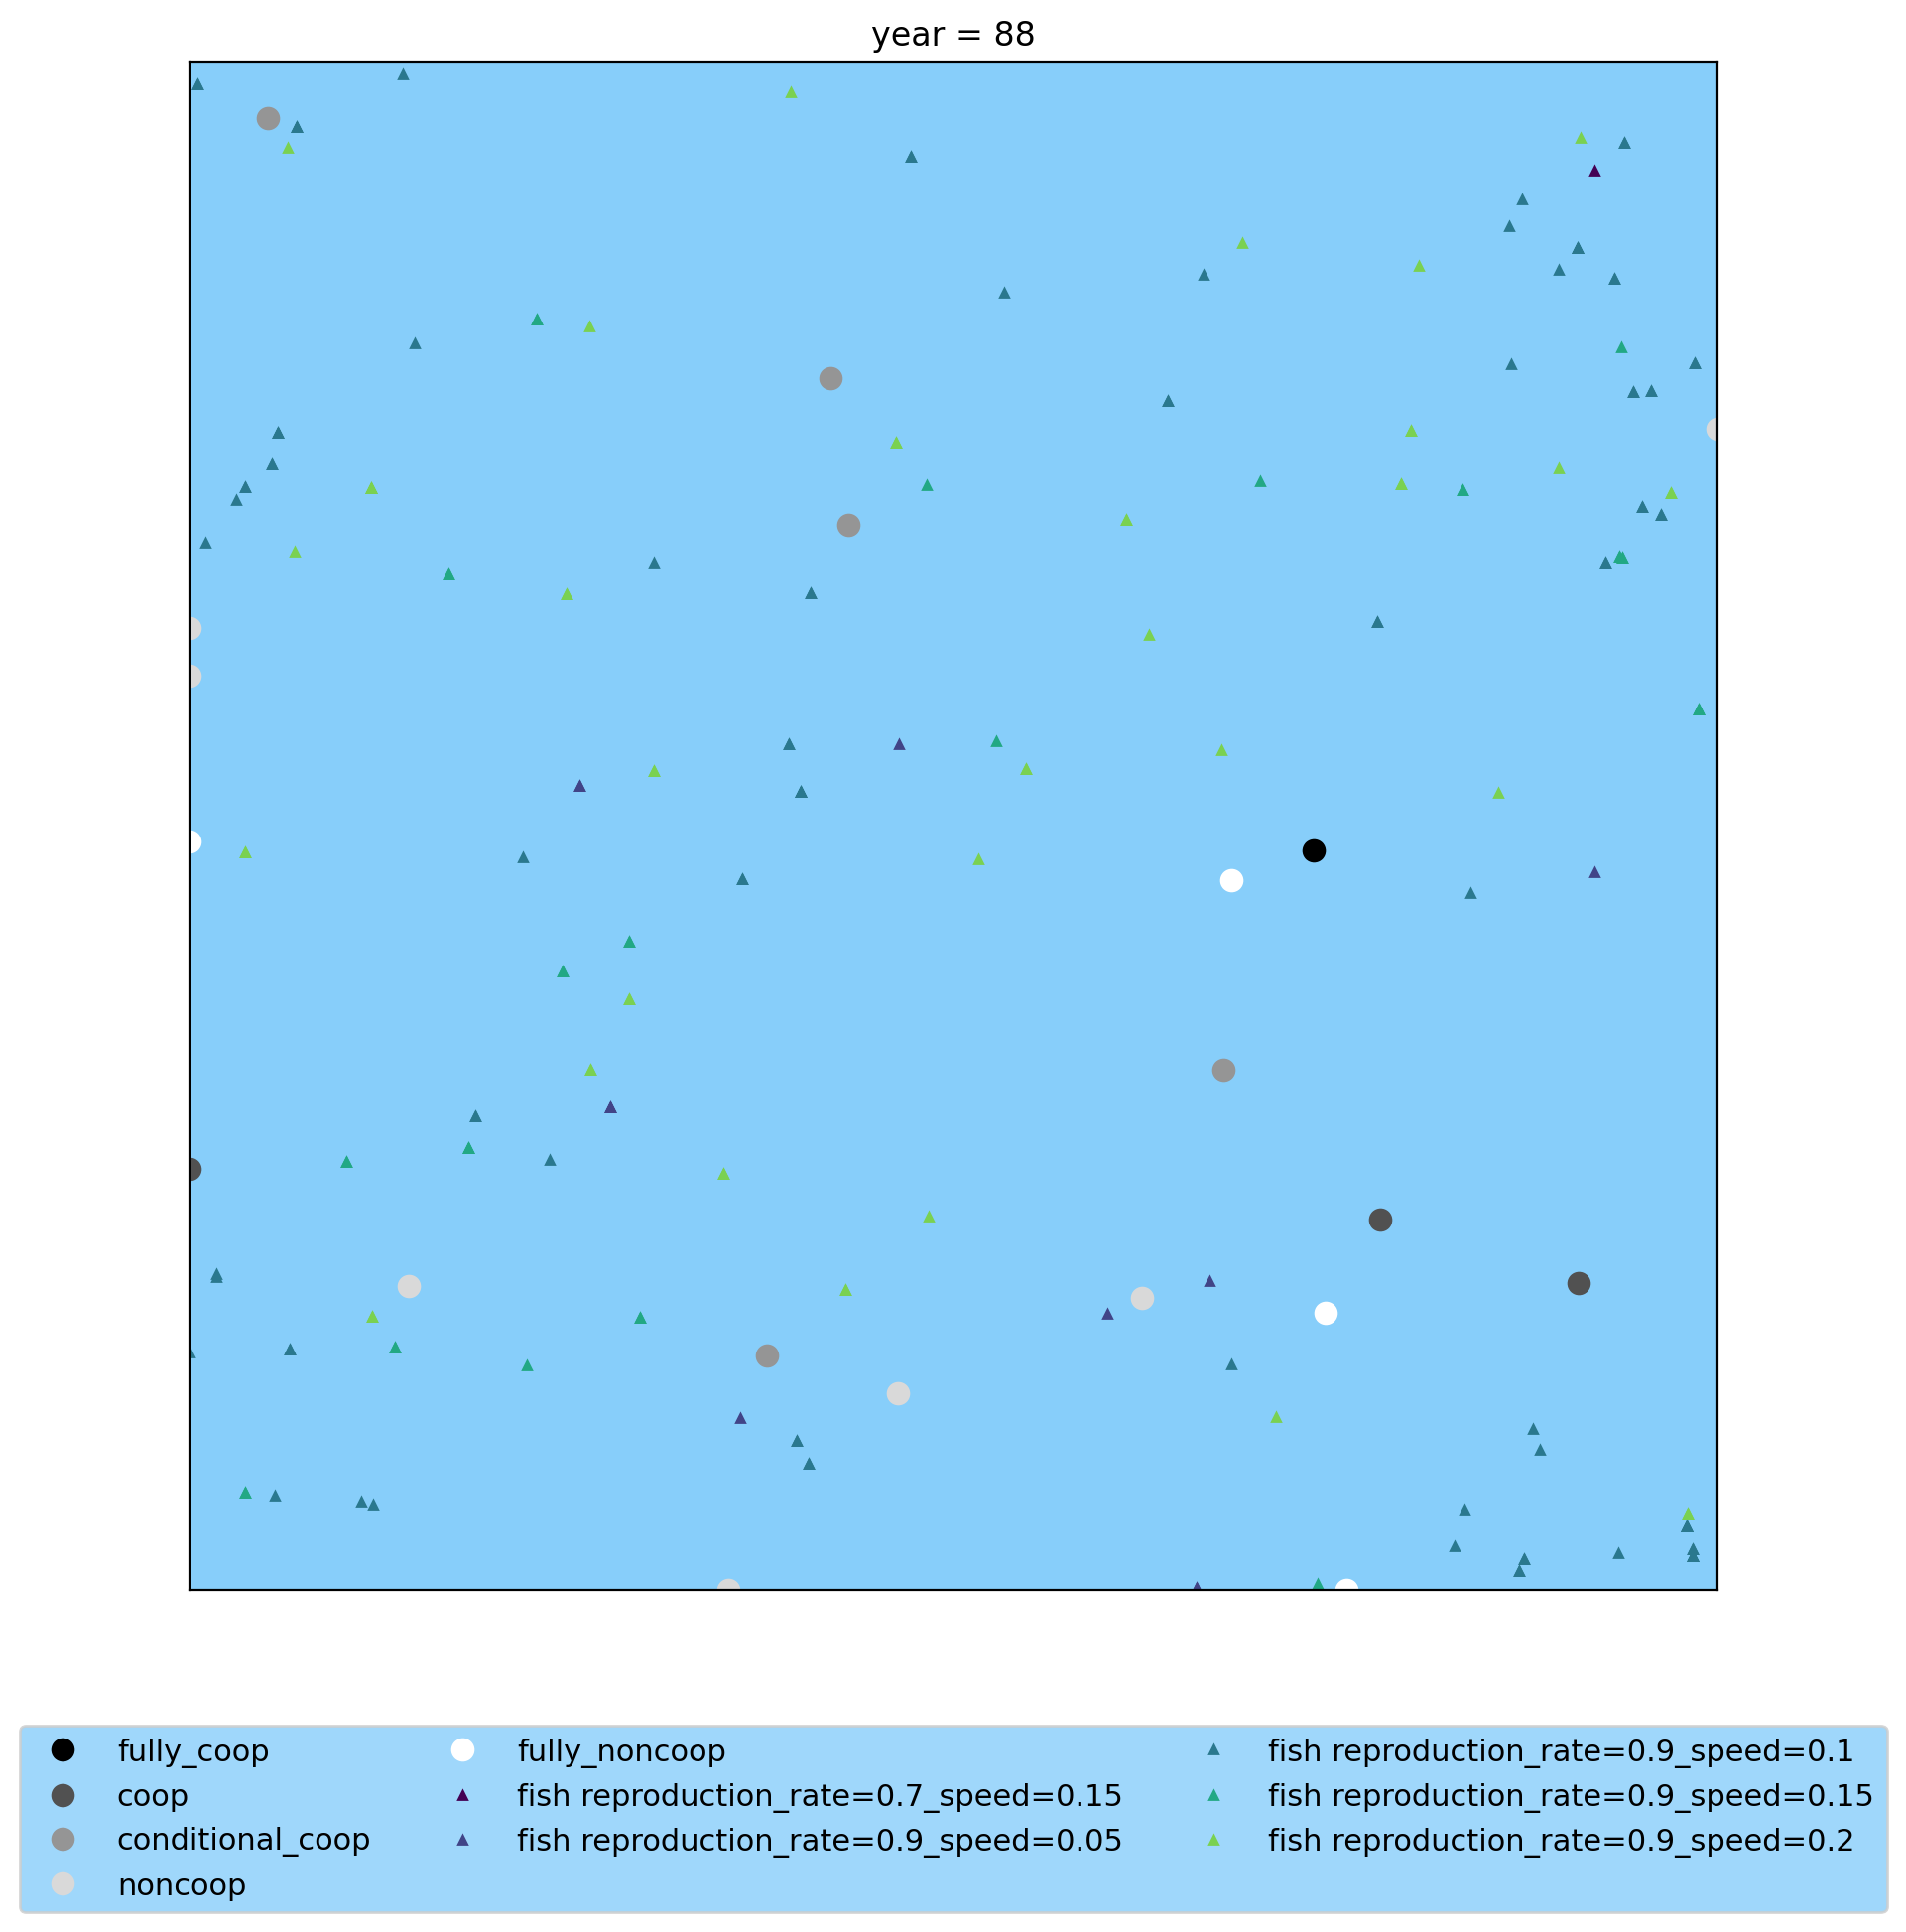 year = 88
fully_coop
coop
conditional_coop
noncoop
fully_noncoop
fish reproduction_rate=0.7_speed=0.15
fish reproduction_rate=0.9_speed=0.05
fish reproduction_rate=0.9_speed=0.1
fish reproduction_rate=0.9_speed=0.15
fish reproduction_rate=0.9_speed=0.2